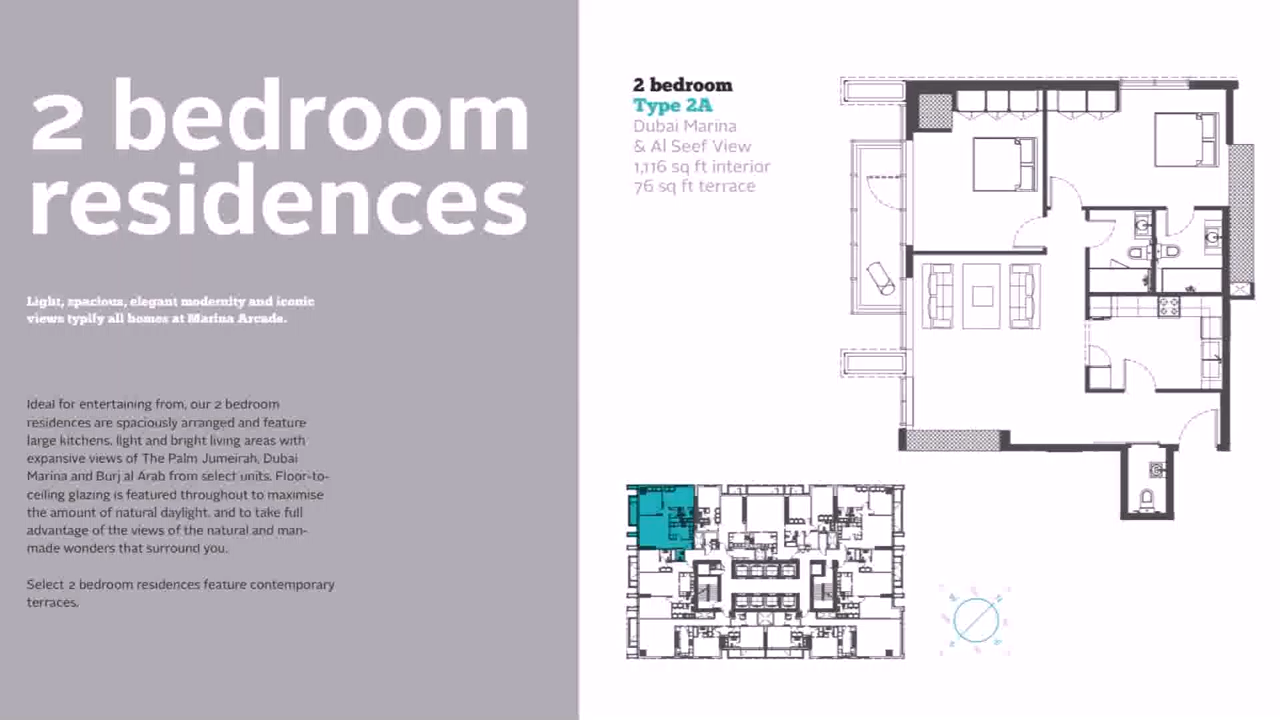 2 bedroom
residences
Light, spacious, elegant modernity and iconic
views typify all homes at Marina Arcade.
Ideal for entertaining from, our 2 bedroom
residences are spaciously arranged and feature
large kitchens, light and bright living areas with
expansive views of The Palm Jumeirah, Dubai
Marina and Burj al Arab from select units. Floor-to-
ceiling glazing is featured throughout to maximise
the amount of natural daylight, and to take full
advantage of the views of the natural and man-
made wonders that surround you.
Select 2 bedroom residences feature contemporary
terraces.
2 bedroom
Type 2A
Dubai Marina
& Al Seef View
1,116 sq ft interior
76 sq ft terrace
N